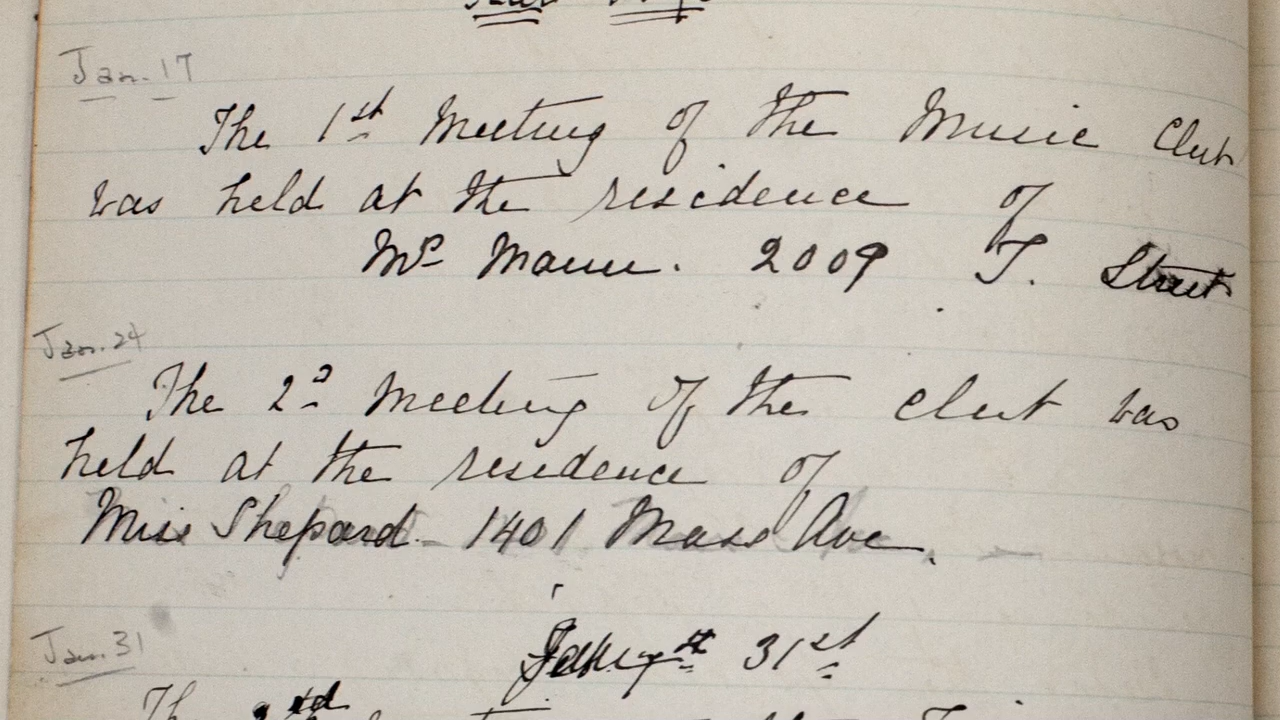 Jan. 17
The 1st Meeting of the Music Club
was held at the residence of
Mrs Mann. 2009 I. Street
Jan. 24
The 2d Meeting of the Club was
held at the residence of
Miss Shepard - 1401 Mass Ave.
31st
Jan. 31
The